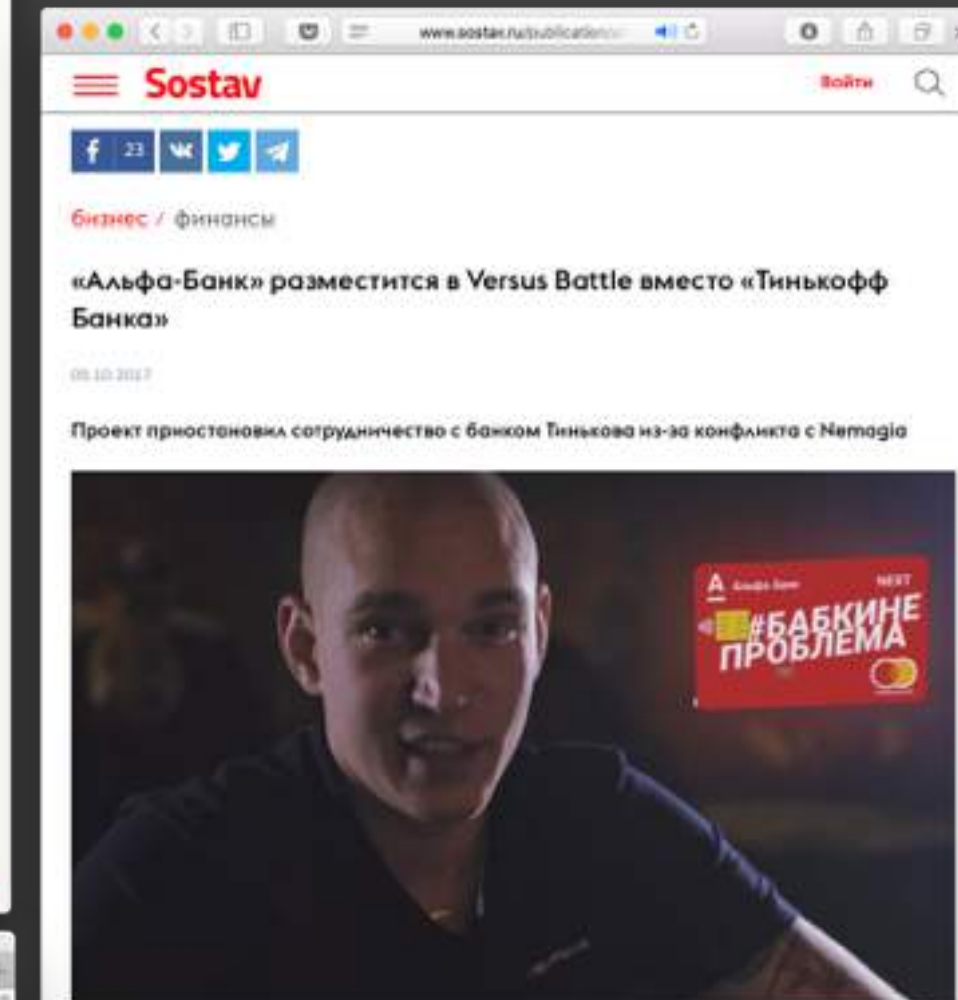 www.sostav.ru/publication/
Sostav
Войти
f 23
бизнес / финансы
«Альфа-Банк» разместится в Versus Battle вместо «Тинькофф
Банка»
Проект приостановил сотрудничество с банком Тинькова из-за конфликта с Nemagia
А Альфа Банк NEXT
#БАБКИНЕ
ПРОБЛЕМА